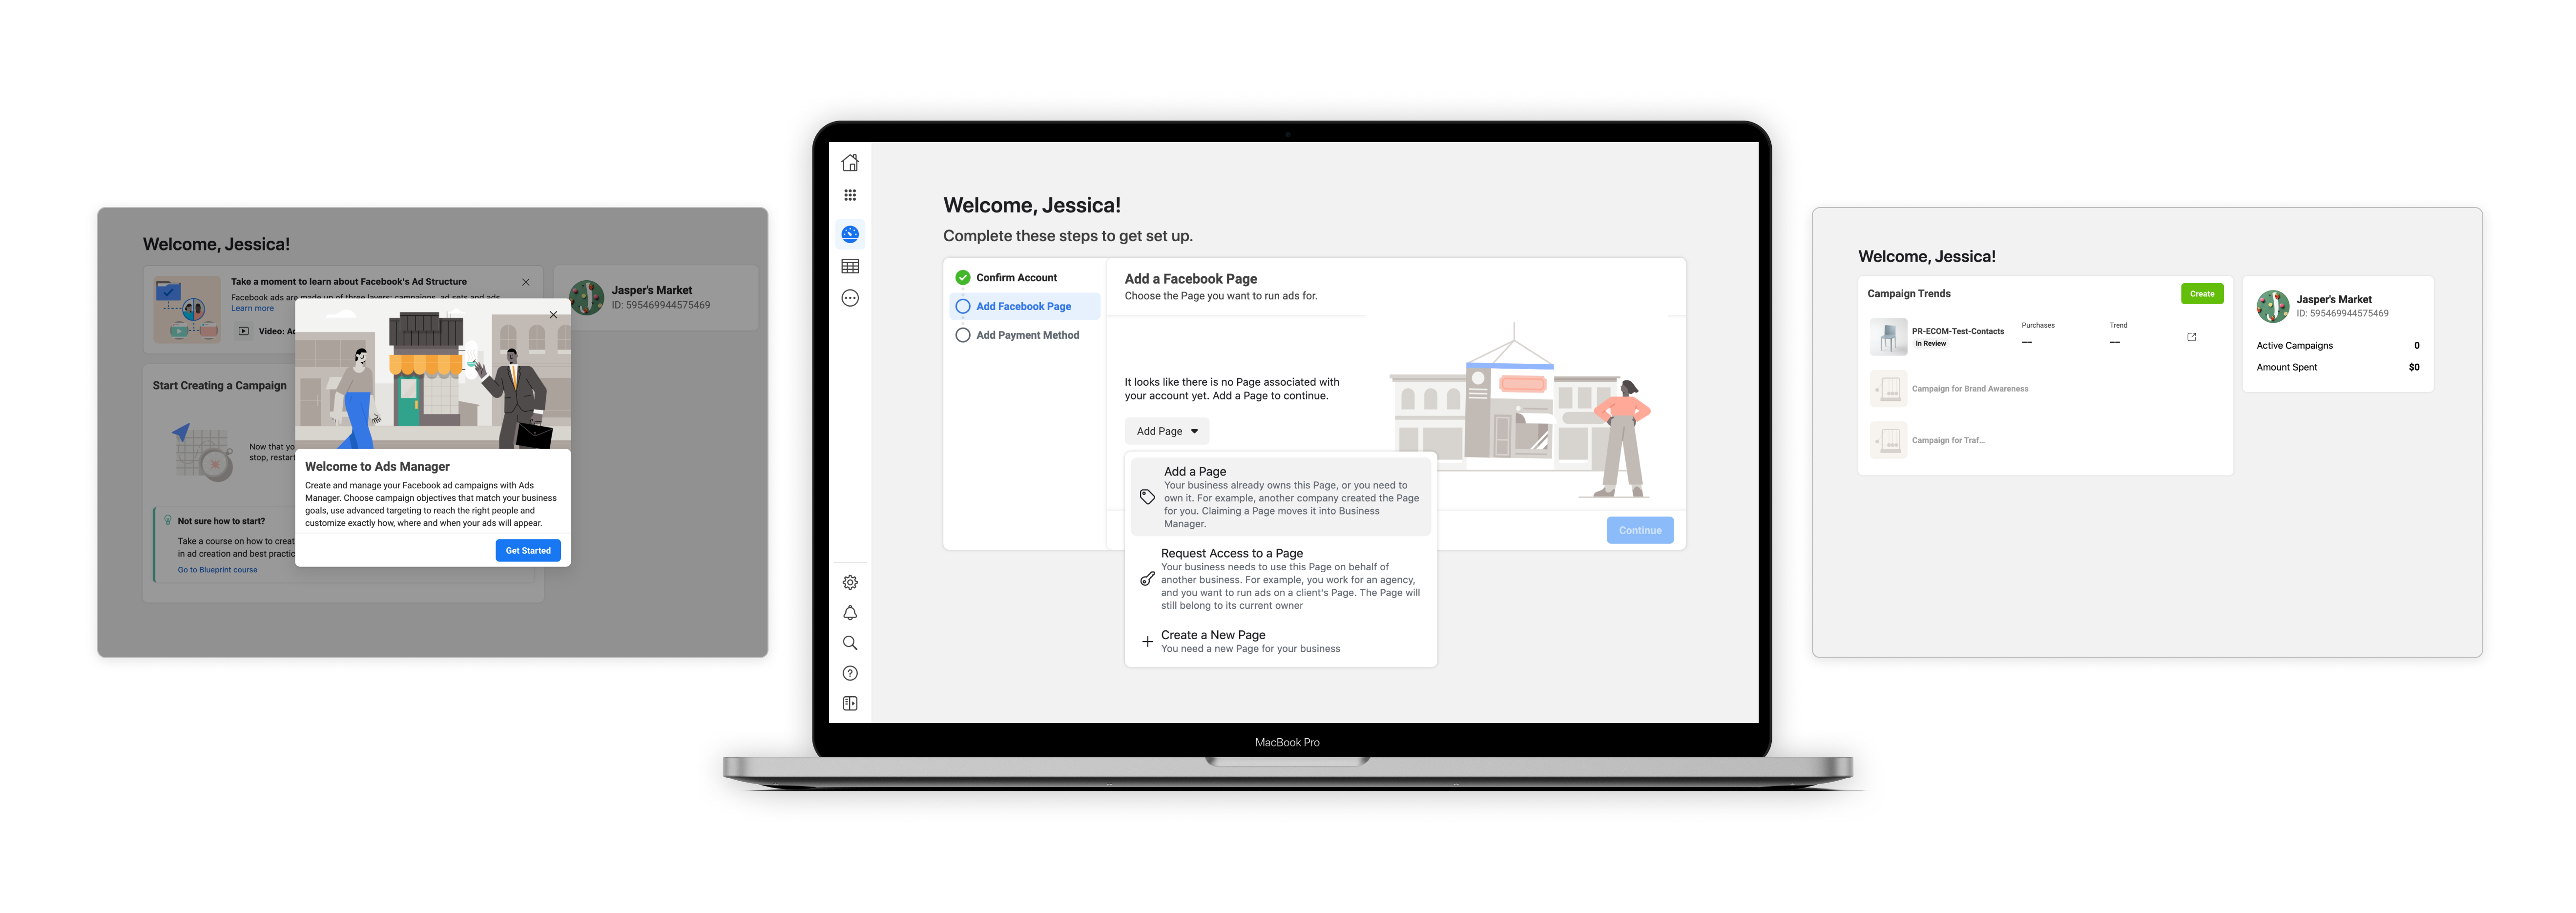 Welcome, Jessica!
Take a moment to learn about Facebook's Ad Structure
Facebook ads are made up of three layers: campaigns, ad sets and ads
Learn more
Video:
Jasper's Market
ID: 595469944575469
Start Creating a Campaign
Now that
stop,
Not sure how to start?
Take a course on how to
in ad creation and best
Go to Blueprint course
Welcome to Ads Manager
Create and manage your Facebook ad campaigns with Ads
Manager. Choose campaign objectives that match your business
goals, use advanced targeting to reach the right people and
customize exactly how, where and when your ads will appear.
Get Started
Welcome, Jessica!
Complete these steps to get set up.
Confirm Account
Add Facebook Page
Add Payment Method
Add a Facebook Page
Choose the Page you want to run ads for.
It looks like there is no Page associated with
your account yet. Add a Page to continue.
Add Page
Add a Page
Your business already owns this Page, or you need to
own it. For example, another company created the Page
for you. Claiming a Page moves it into Business
Manager.
Request Access to a Page
Your business needs to use this Page on behalf of
another business. For example, you work for an agency,
and you want to run ads on a client's Page. The Page will
still belong to its current owner
Create a New Page
You need a new Page for your business
Continue
MacBook Pro
Welcome, Jessica!
Campaign Trends
Create
PR-ECOM-Test-Contacts
In Review
Purchases
--
Trend
--
Campaign for Brand Awareness
Campaign for Traf...
Jasper's Market
ID: 595469944575469
Active Campaigns 0
Amount Spent $0